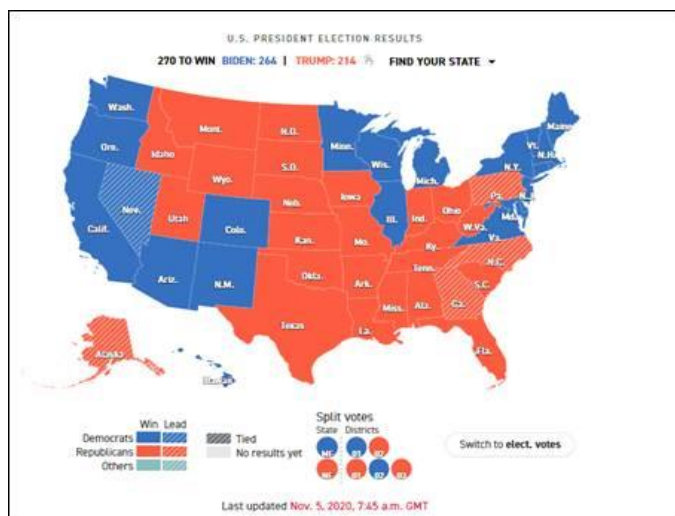 U.S. PRESIDENT ELECTION RESULTS
270 TO WIN BIDEN: 264 | TRUMP: 214 FIND YOUR STATE
Wash.
Mont.
N.D.
Minn.
Maine
Ore.
Idaho
S.D.
Wis.
Vt.
N.H.
Wyo.
Mich.
N.Y.
Nev.
Utah
Neb.
Iowa
Pa.
N.J.
Calif.
Colo.
Ill.
Ind.
Ohio
Md.
Kan.
Mo.
W.Va.
Va.
Ky.
Ariz.
N.M.
Okla.
Ark.
Tenn.
N.C.
S.C.
Miss.
Ala.
Ga.
Texas
La.
Fla.
Alaska
Hawaii
Win Lead
Democrats
Republicans
Others
Tied
No results yet
Split votes
State Districts
ME 01 02
NE 01 02 03
Switch to elect. votes
Last updated Nov. 5, 2020, 7:45 a.m. GMT